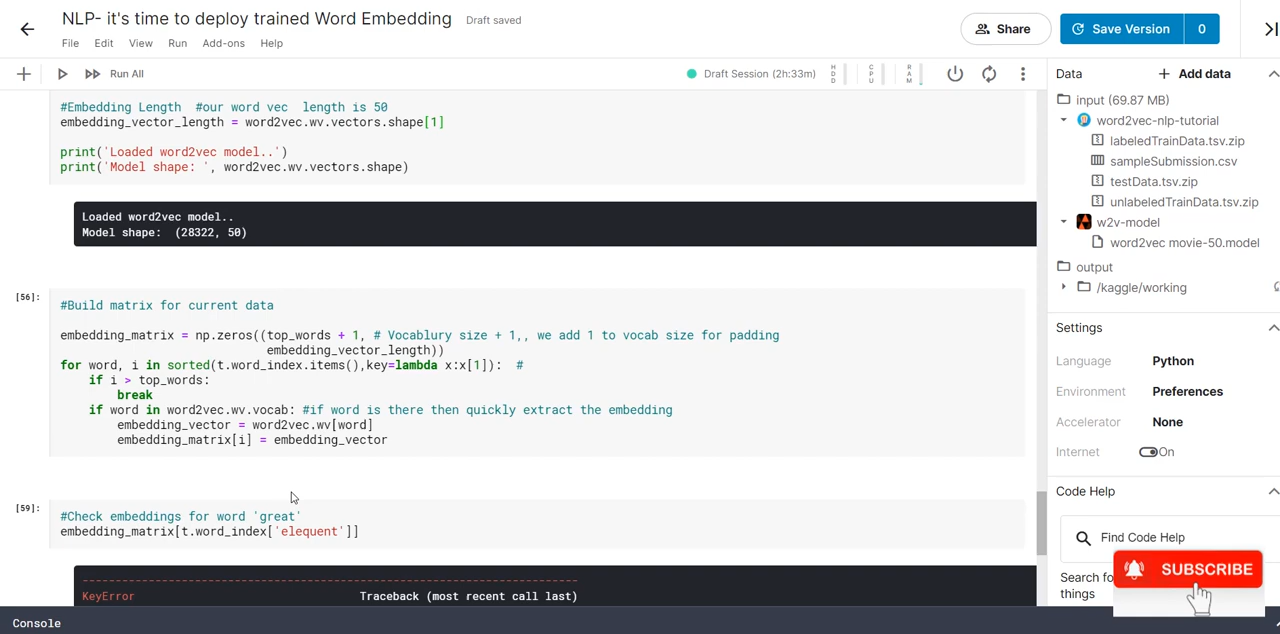 NLP- it's time to deploy trained Word Embedding
Draft saved
File Edit View Run Add-ons Help
Share
Save Version 0
Run All
Draft Session (2h:33m)
HDD
CPU
RAM
#Embedding Length #our word vec length is 50
embedding_vector_length = word2vec.wv.vectors.shape[1]
print('Loaded word2vec model..')
print('Model shape: ', word2vec.wv.vectors.shape)
Loaded word2vec model..
Model shape: (28322, 50)
[56]:
#Build matrix for current data
embedding_matrix = np.zeros((top_words + 1, # Vocablury size + 1,, we add 1 to vocab size for padding
embedding_vector_length))
for word, i in sorted(t.word_index.items(),key=lambda x:x[1]): #
if i > top_words:
break
if word in word2vec.wv.vocab: #if word is there then quickly extract the embedding
embedding_vector = word2vec.wv[word]
embedding_matrix[i] = embedding_vector
[59]:
#Check embeddings for word 'great'
embedding_matrix[t.word_index['elequent']]
---------------------------------------------------------------------------
KeyError Traceback (most recent call last)
Console
Data
Add data
input (69.87 MB)
word2vec-nlp-tutorial
labeledTrainData.tsv.zip
sampleSubmission.csv
testData.tsv.zip
unlabeledTrainData.tsv.zip
w2v-model
word2vec movie-50.model
output
/kaggle/working
Settings
Language Python
Environment Preferences
Accelerator None
Internet On
Code Help
Find Code Help
Search fo
things
SUBSCRIBE